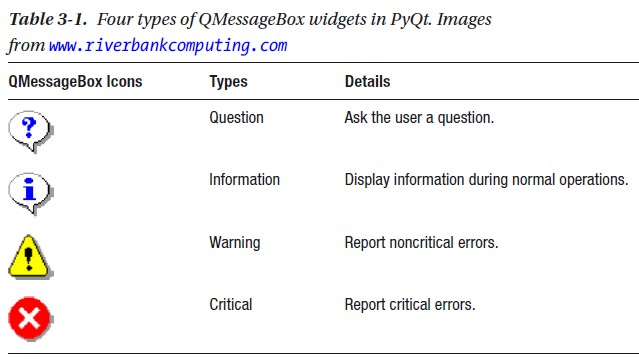 Table 3-1. Four types of QMessageBox widgets in PyQt. Images
from www.riverbankcomputing.com
QMessageBox Icons Types Details
? Question Ask the user a question.
i Information Display information during normal operations.
! Warning Report noncritical errors.
Critical Report critical errors.